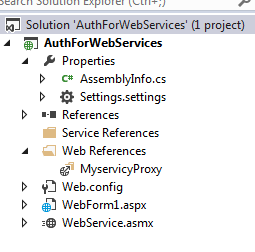 Search Solution Explorer (Ctrl+;)
Solution 'AuthForWebServices' (1 project)
AuthForWebServices
Properties
C# AssemblyInfo.cs
Settings.settings
References
Service References
Web References
MyservicyProxy
Web.config
WebForm1.aspx
WebService.asmx